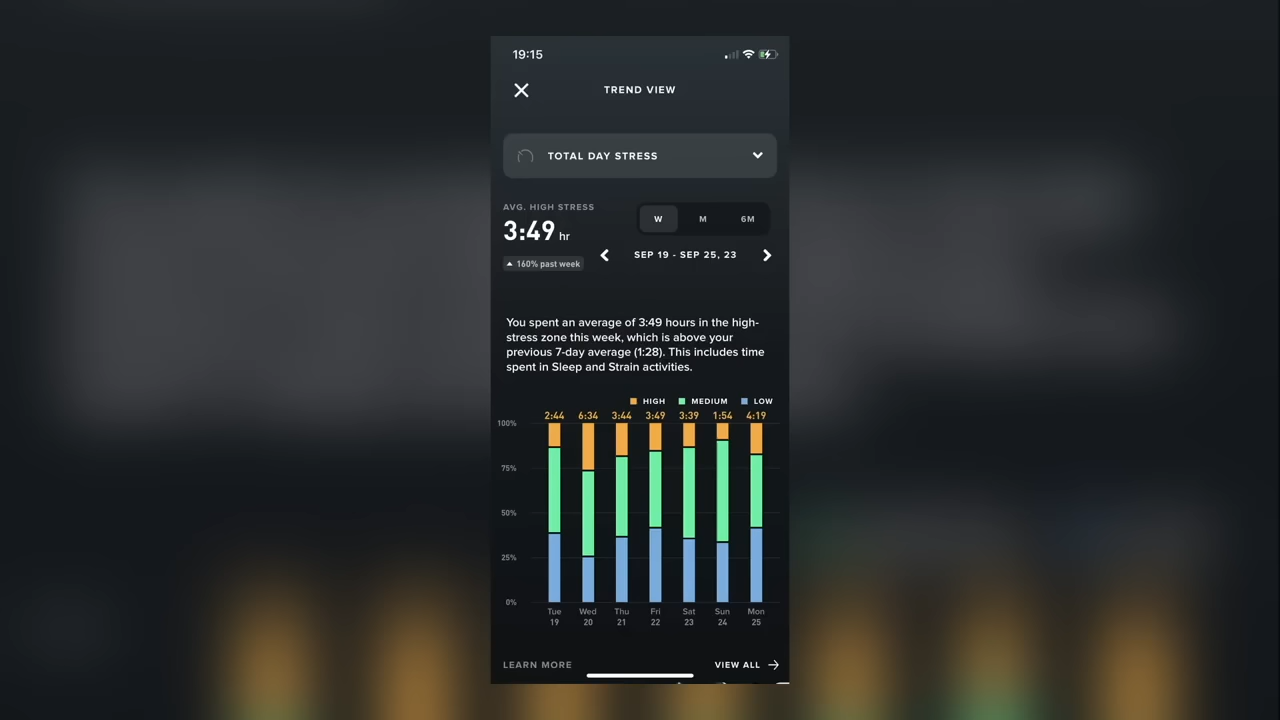 19:15
TREND VIEW
TOTAL DAY STRESS
AVG. HIGH STRESS
3:49 hr
160% past week
W M 6M
SEP 19 - SEP 25, 23
You spent an average of 3:49 hours in the high-
stress zone this week, which is above your
previous 7-day average (1:28). This includes time
spent in Sleep and Strain activities.
HIGH MEDIUM LOW
2:44 6:34 3:44 3:49 3:39 1:54 4:19
100%
75%
50%
25%
0%
Tue Wed Thu Fri Sat Sun Mon
19 20 21 22 23 24 25
LEARN MORE VIEW ALL